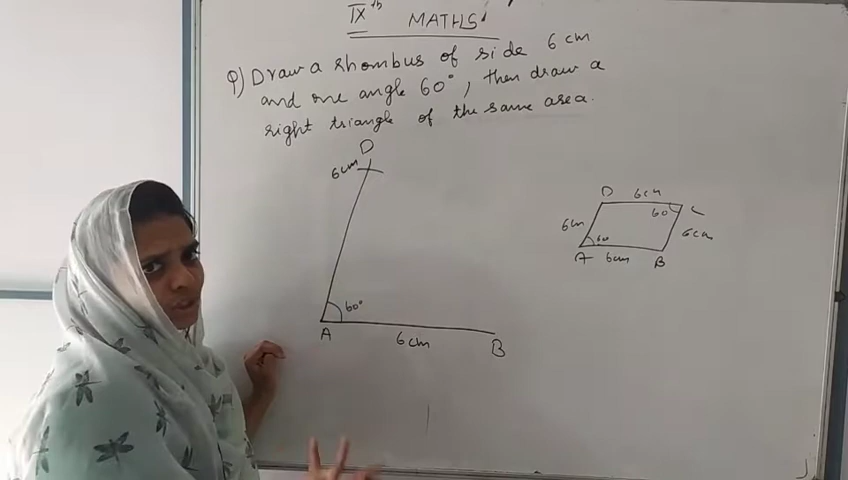 IXth MATHS
Q) Draw a rhombus of side 6 cm
and one angle 60°, then draw a
right triangle of the same area.
D
6cm
60°
A
6cm
B
D 6cm C
6cm 60 6cm
60
A 6cm B